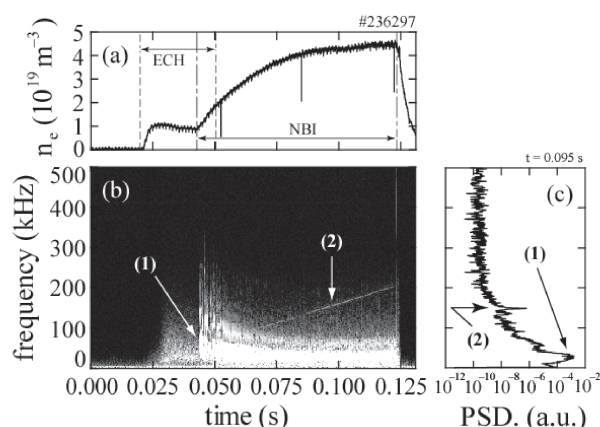 #236297
5
4
3
2
1
0
n e (10 19 m -3)
(a)
ECH
NBI
t = 0.095 s
500
400
300
200
100
0
frequency (kHz)
(b)
(1)
(2)
(c)
(1)
(2)
0.000 0.025 0.050 0.075 0.100 0.125
time (s)
10 -12 10 -10 10 -8 10 -6 10 -4 10 -2
PSD. (a.u.)